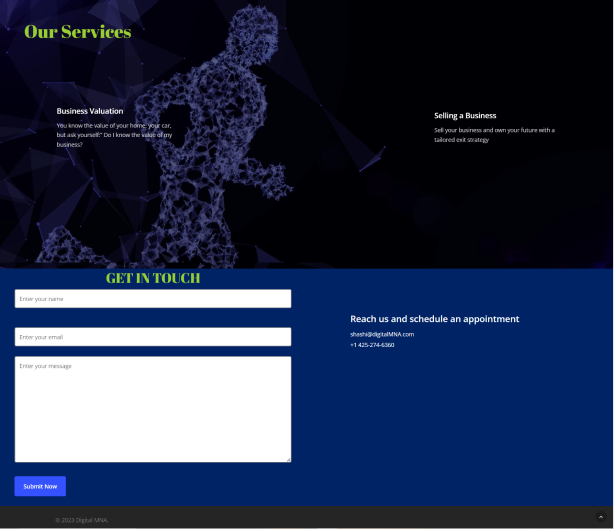 Our Services
Business Valuation
You know the value of your home, your car,
but ask yourself:" Do I know the value of my
business?
Selling a Business
Sell your business and own your future with a
tailored exit strategy
GET IN TOUCH
Enter your name
Enter your email
Enter your message
Submit Now
Reach us and schedule an appointment
shashi@digitalMNA.com
+1 425-274-6360
© 2023 Digital MNA.